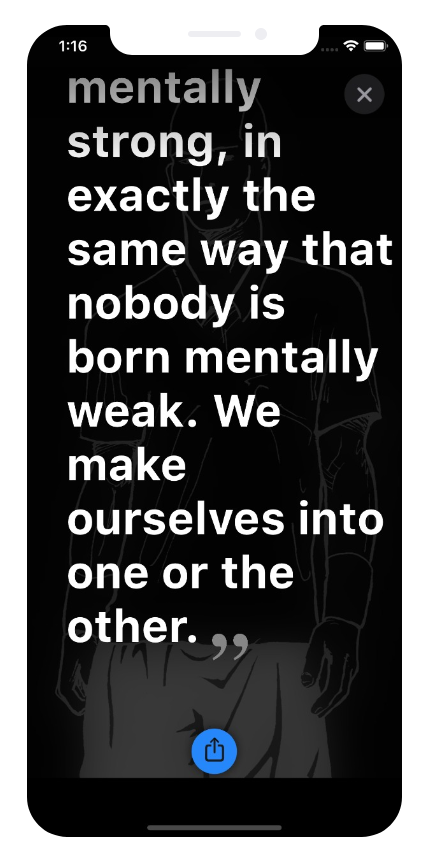 1:16
mentally
strong, in
exactly the
same way that
nobody is
born mentally
weak. We
make
ourselves into
one or the
other. ”